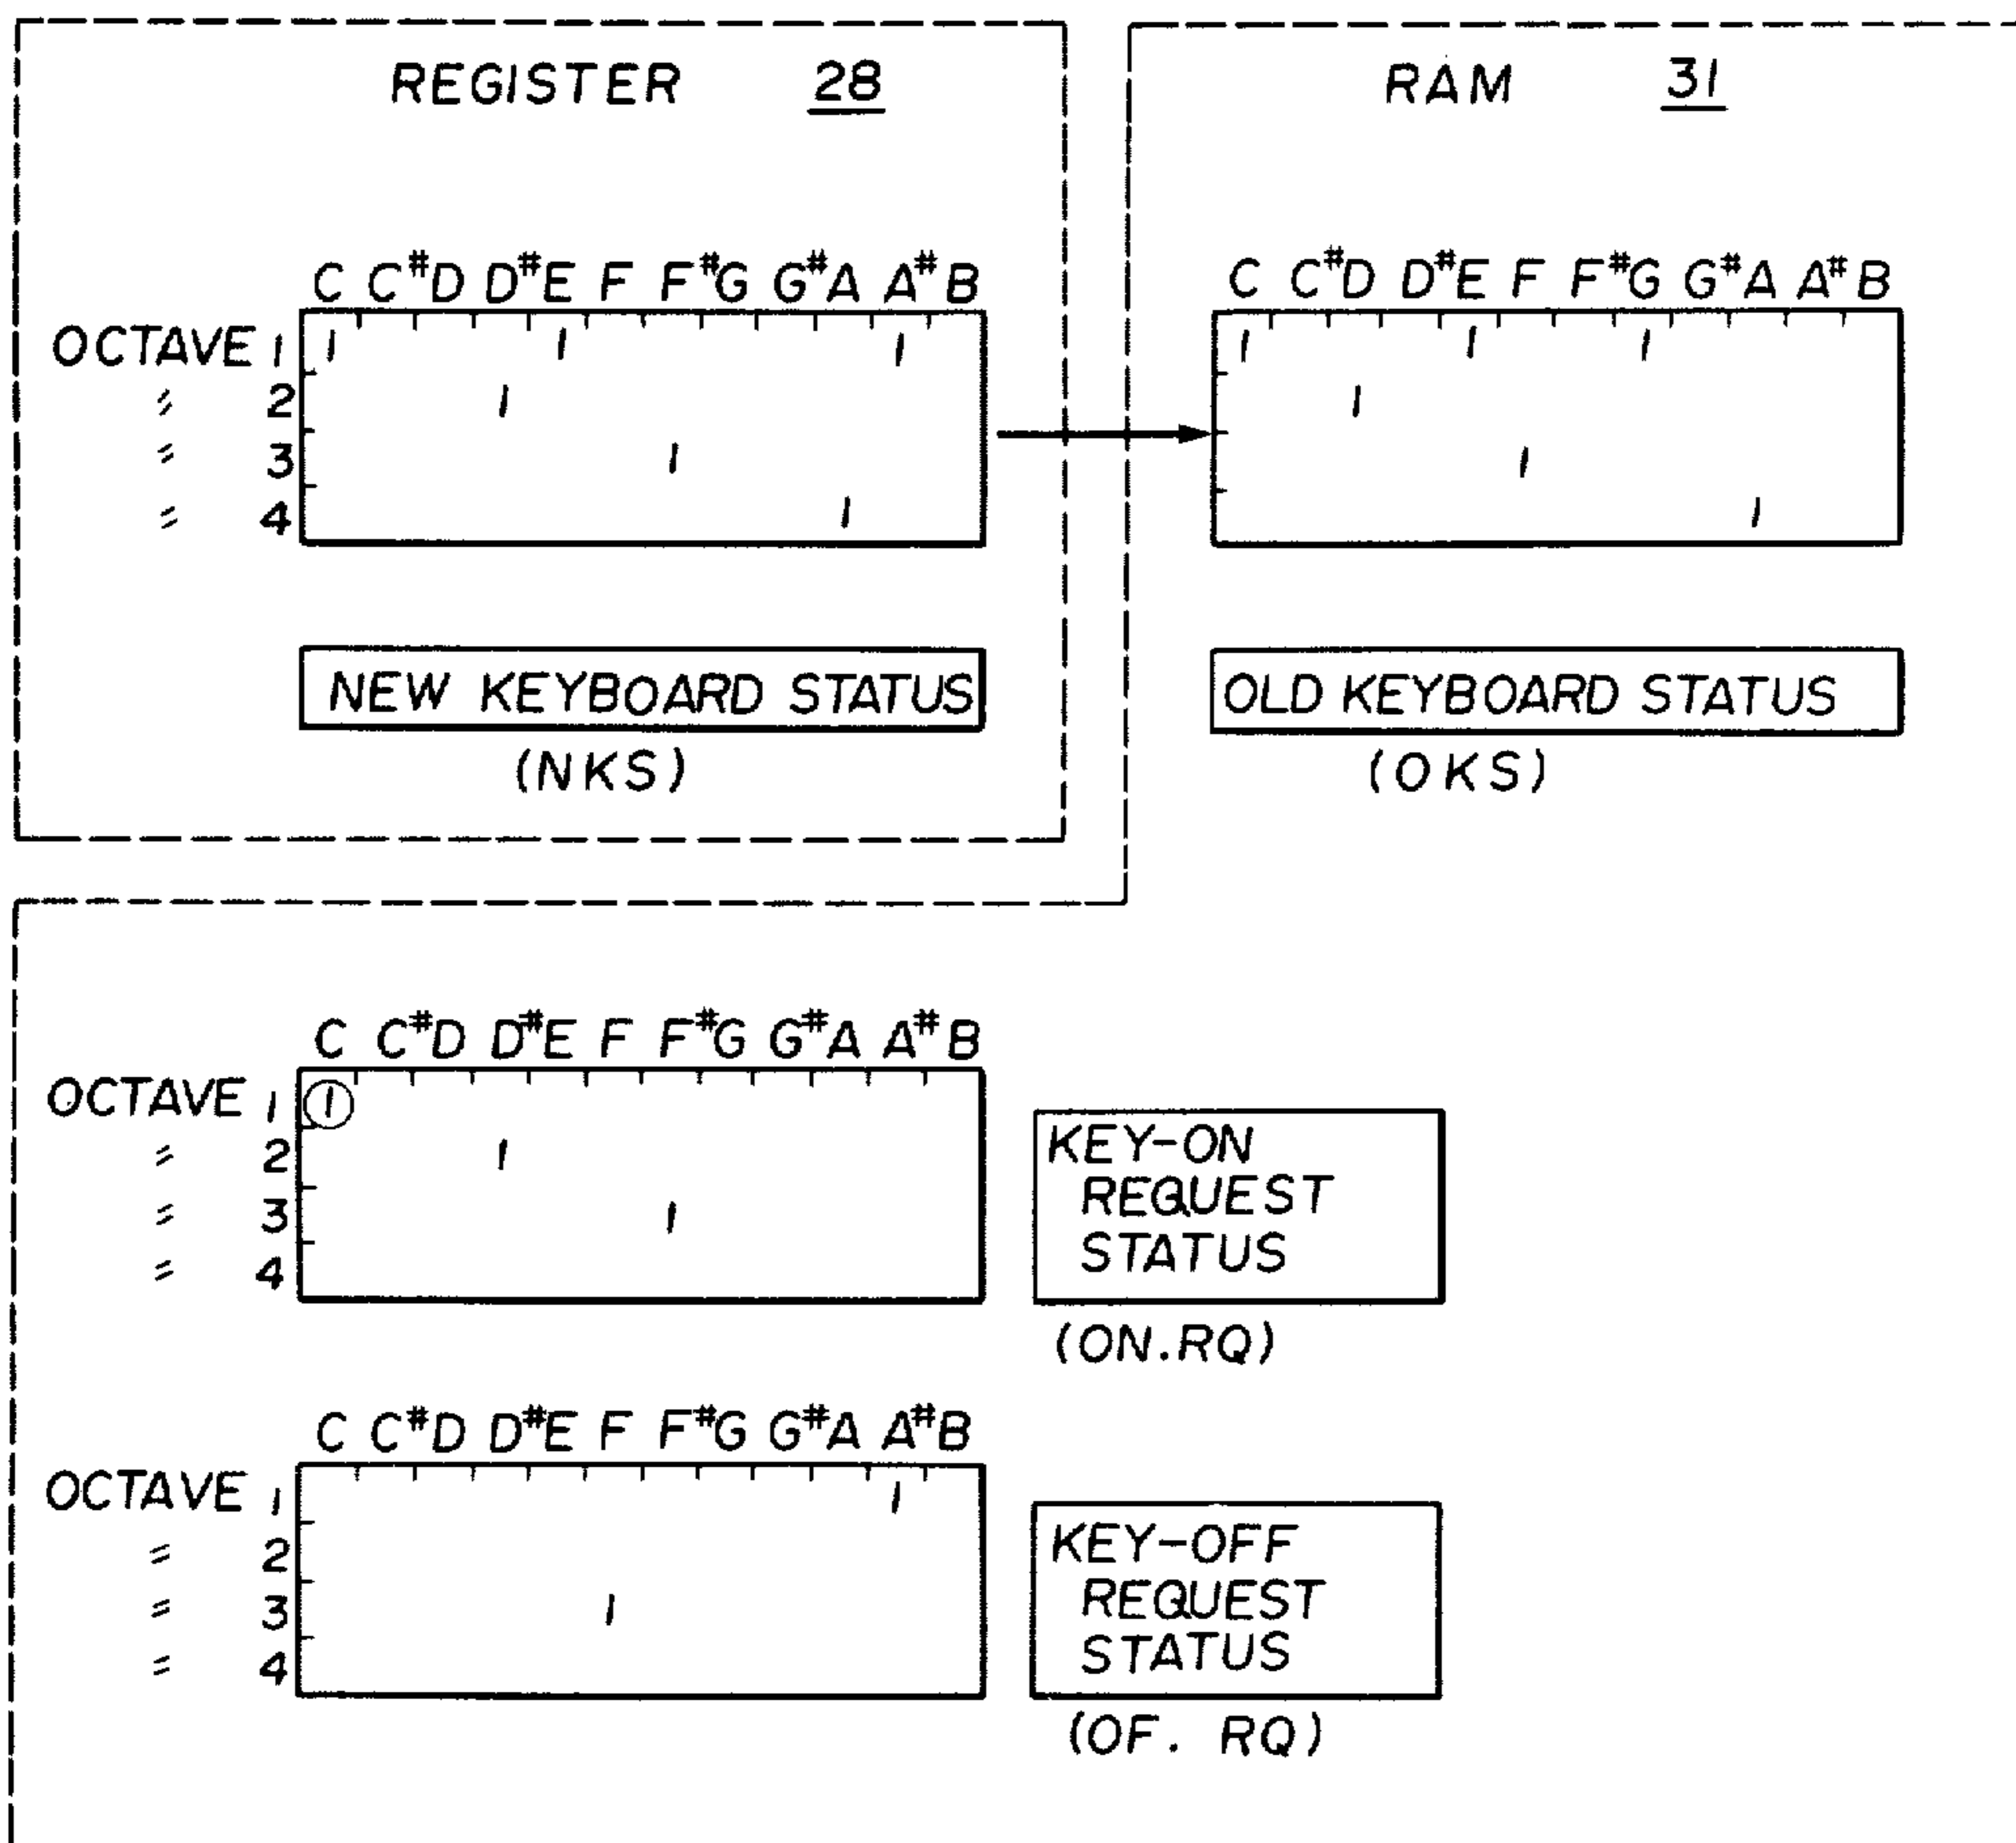 REGISTER 28
C C# D D# E F F# G G# A A# B
OCTAVE 1 1 1 1
〃 2 1
〃 3 1
〃 4 1
NEW KEYBOARD STATUS
(NKS)
RAM 31
C C# D D# E F F# G G# A A# B
1 1 1
1
1
1
OLD KEYBOARD STATUS
(OKS)
C C# D D# E F F# G G# A A# B
OCTAVE 1 1
〃 2 1
〃 3 1
〃 4
KEY-ON
REQUEST
STATUS
(ON.RQ)
C C# D D# E F F# G G# A A# B
OCTAVE 1 1
〃 2
〃 3 1
〃 4
KEY-OFF
REQUEST
STATUS
(OF. RQ)